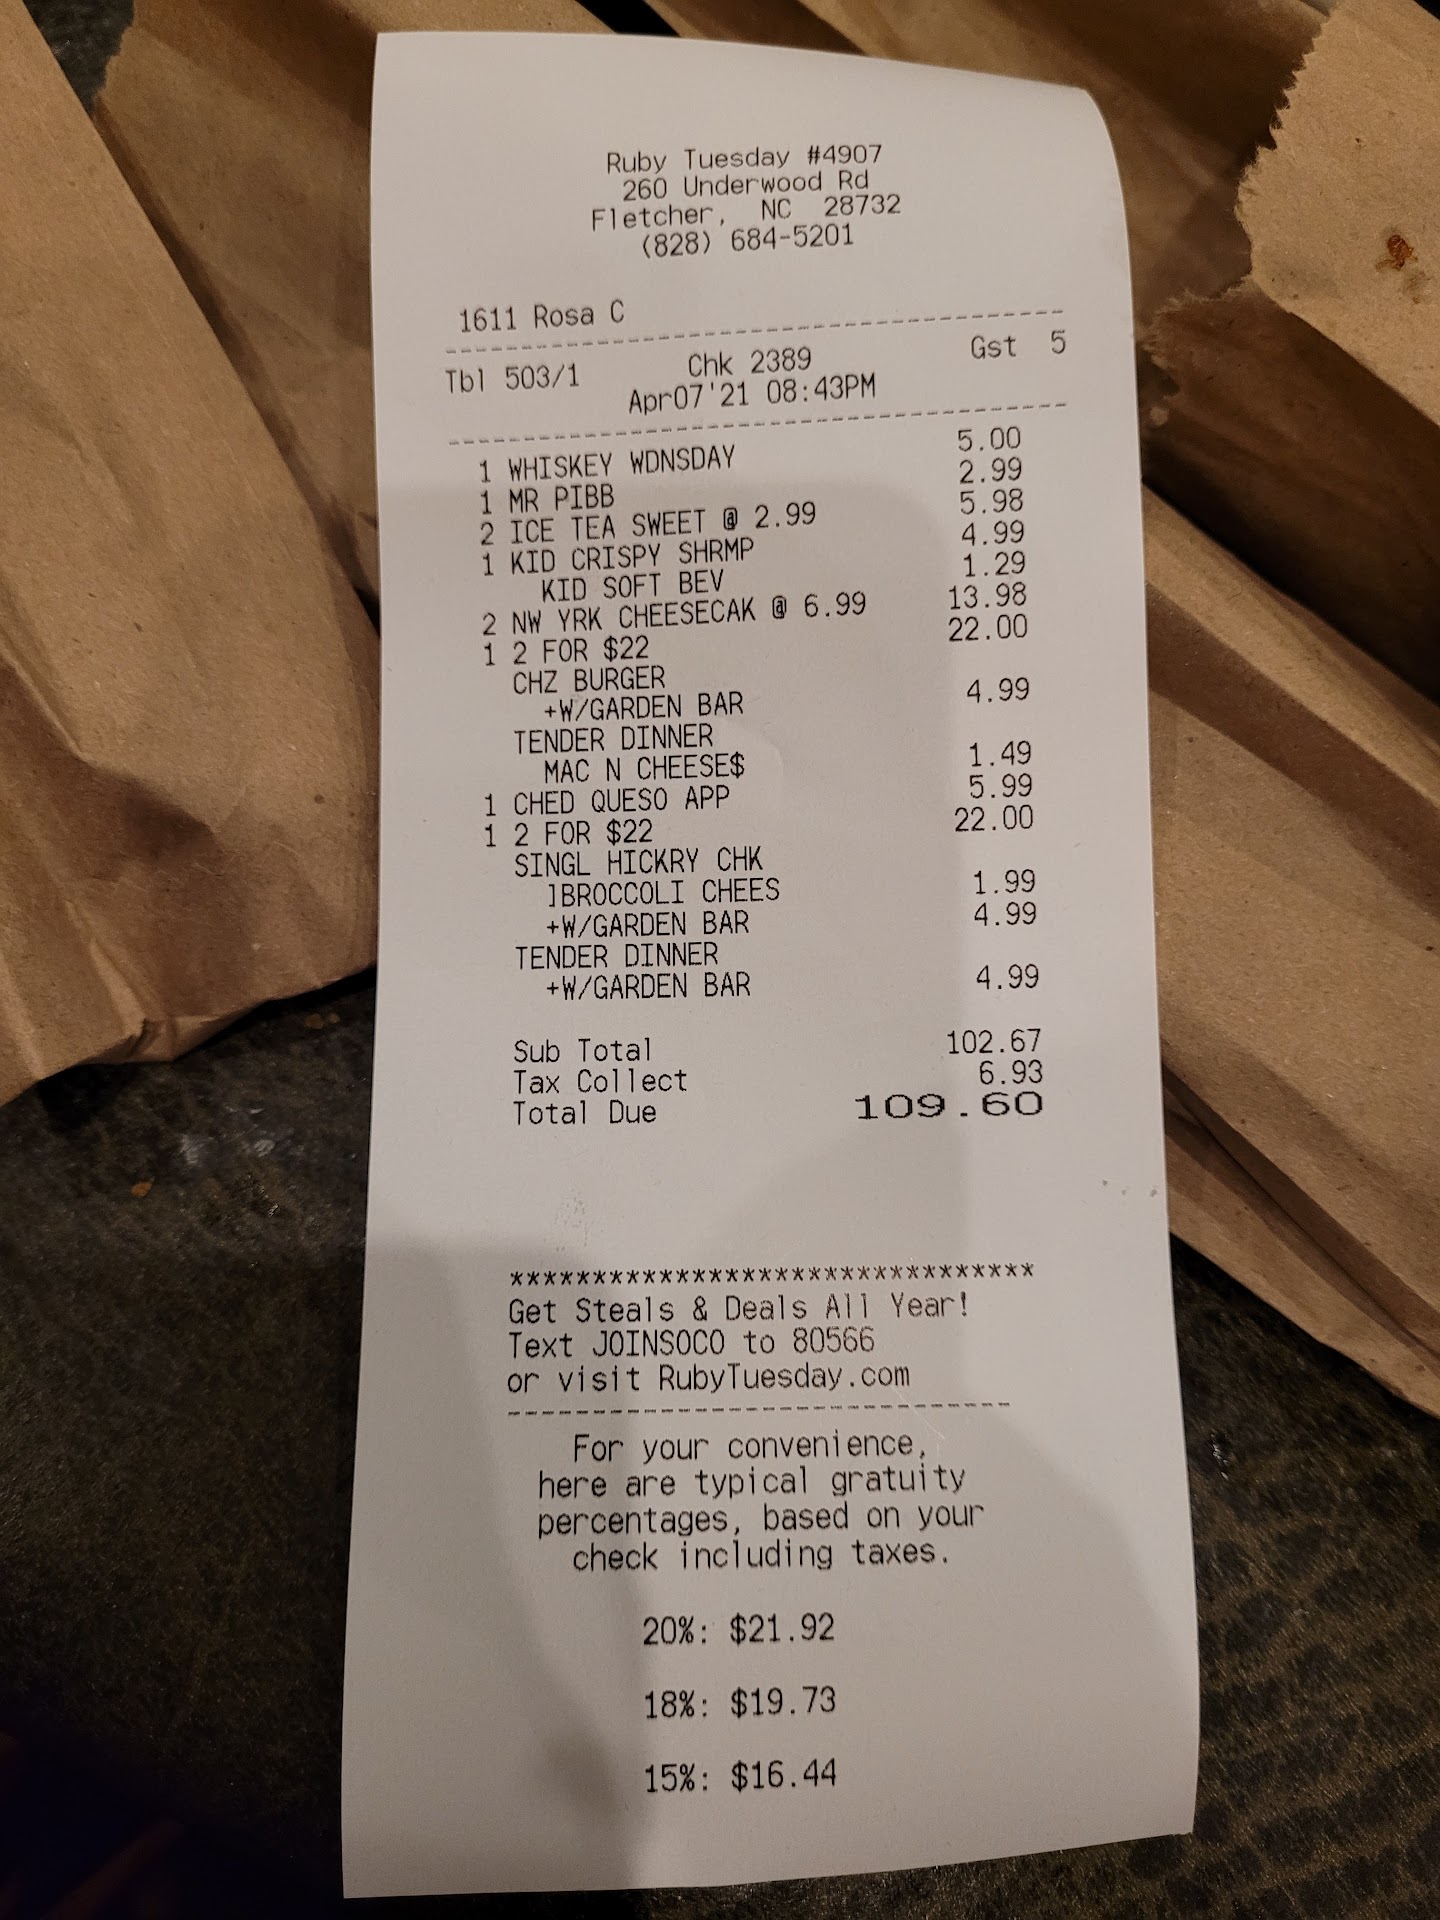 Ruby Tuesday #4907
260 Underwood Rd
Fletcher, NC 28732
(828) 684-5201
1611 Rosa C
--------------------------------------
Tbl 503/1 Chk 2389 Gst 5
Apr07'21 08:43PM
--------------------------------------
1 WHISKEY WDNSDAY 5.00
1 MR PIBB 2.99
2 ICE TEA SWEET @ 2.99 5.98
1 KID CRISPY SHRMP 4.99
KID SOFT BEV 1.29
2 NW YRK CHEESECAK @ 6.99 13.98
1 2 FOR $22 22.00
CHZ BURGER
+W/GARDEN BAR 4.99
TENDER DINNER
MAC N CHEESE$ 1.49
1 CHED QUESO APP 5.99
1 2 FOR $22 22.00
SINGL HICKRY CHK
]BROCCOLI CHEES 1.99
+W/GARDEN BAR 4.99
TENDER DINNER
+W/GARDEN BAR 4.99
Sub Total 102.67
Tax Collect 6.93
Total Due 109.60
********************************
Get Steals & Deals All Year!
Text JOINSOCO to 80566
or visit RubyTuesday.com
------------------------------
For your convenience,
here are typical gratuity
percentages, based on your
check including taxes.
20%: $21.92
18%: $19.73
15%: $16.44